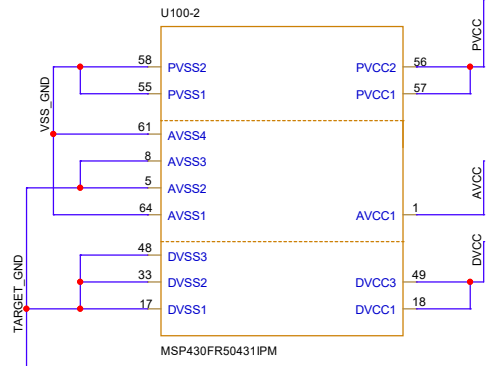 U100-2
PVCC
58 PVSS2 PVCC2 56
55 PVSS1 PVCC1 57
VSS_GND
61 AVSS4
8 AVSS3
5 AVSS2
64 AVSS1 AVCC1 1
AVCC
48 DVSS3
DVCC
33 DVSS2 DVCC3 49
17 DVSS1 DVCC1 18
TARGET_GND
MSP430FR50431IPM